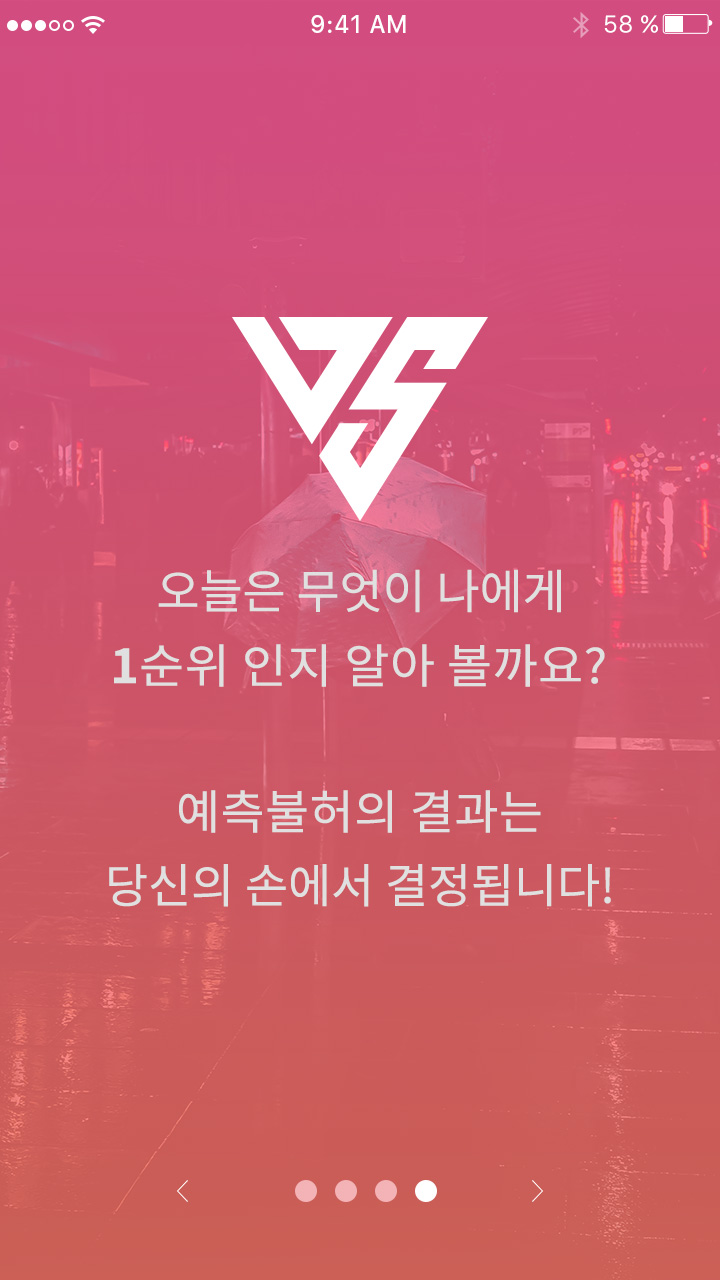 9:41 AM
58 %
VS
오늘은 무엇이 나에게
1순위 인지 알아 볼까요?
예측불허의 결과는
당신의 손에서 결정됩니다!